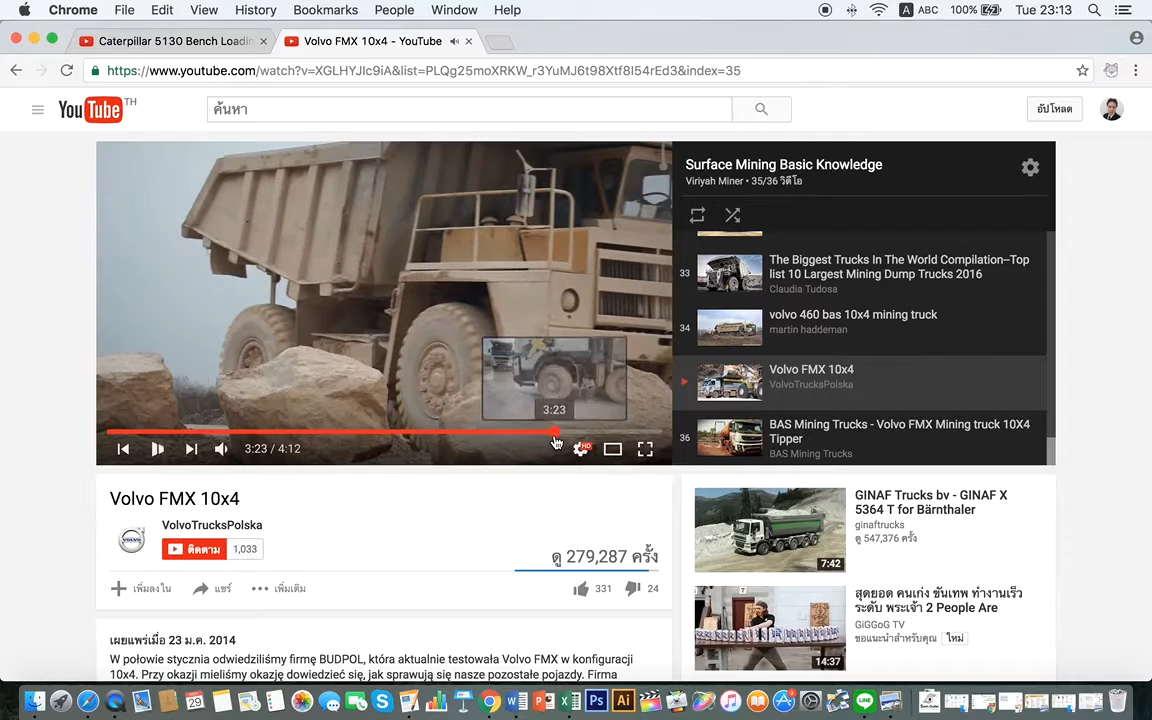 Chrome File Edit View History Bookmarks People Window Help
A ABC 100% Tue 23:13
Caterpillar 5130 Bench Loadin
Volvo FMX 10x4 - YouTube
https://www.youtube.com/watch?v=XGLHYJIc9iA&list=PLQg25moXRKW_r3YuMJ6t98Xtf8I54rEd3&index=35
YouTube TH
ค้นหา
อัปโหลด
Surface Mining Basic Knowledge
Viriyah Miner • 35/36 วิดีโอ
33
The Biggest Trucks In The World Compilation–Top
list 10 Largest Mining Dump Trucks 2016
Claudia Tudosa
34
volvo 460 bas 10x4 mining truck
martin haddeman
Volvo FMX 10x4
VolvoTrucksPolska
36
BAS Mining Trucks - Volvo FMX Mining truck 10X4
Tipper
BAS Mining Trucks
3:23
3:23 / 4:12
HD
Volvo FMX 10x4
VolvoTrucksPolska
ติดตาม 1,033
ดู 279,287 ครั้ง
เพิ่มลงใน แชร์ เพิ่มเติม
331 24
เผยแพร่เมื่อ 23 ม.ค. 2014
W połowie stycznia odwiedziliśmy firmę BUDPOL, która aktualnie testowała Volvo FMX w konfiguracji
10x4. Przy okazji mieliśmy okazję dowiedzieć się, jak sprawują się nasze pozostałe pojazdy. Firma
GINAF Trucks bv - GINAF X
5364 T for Bärnthaler
ginaftrucks
ดู 547,376 ครั้ง
7:42
สุดยอด คนเก่ง ขั้นเทพ ทำงานเร็ว
ระดับ พระเจ้า 2 People Are
GiGGoG TV
ขอแนะนำสำหรับคุณ ใหม่
14:37
29
Ps Ai
LINE